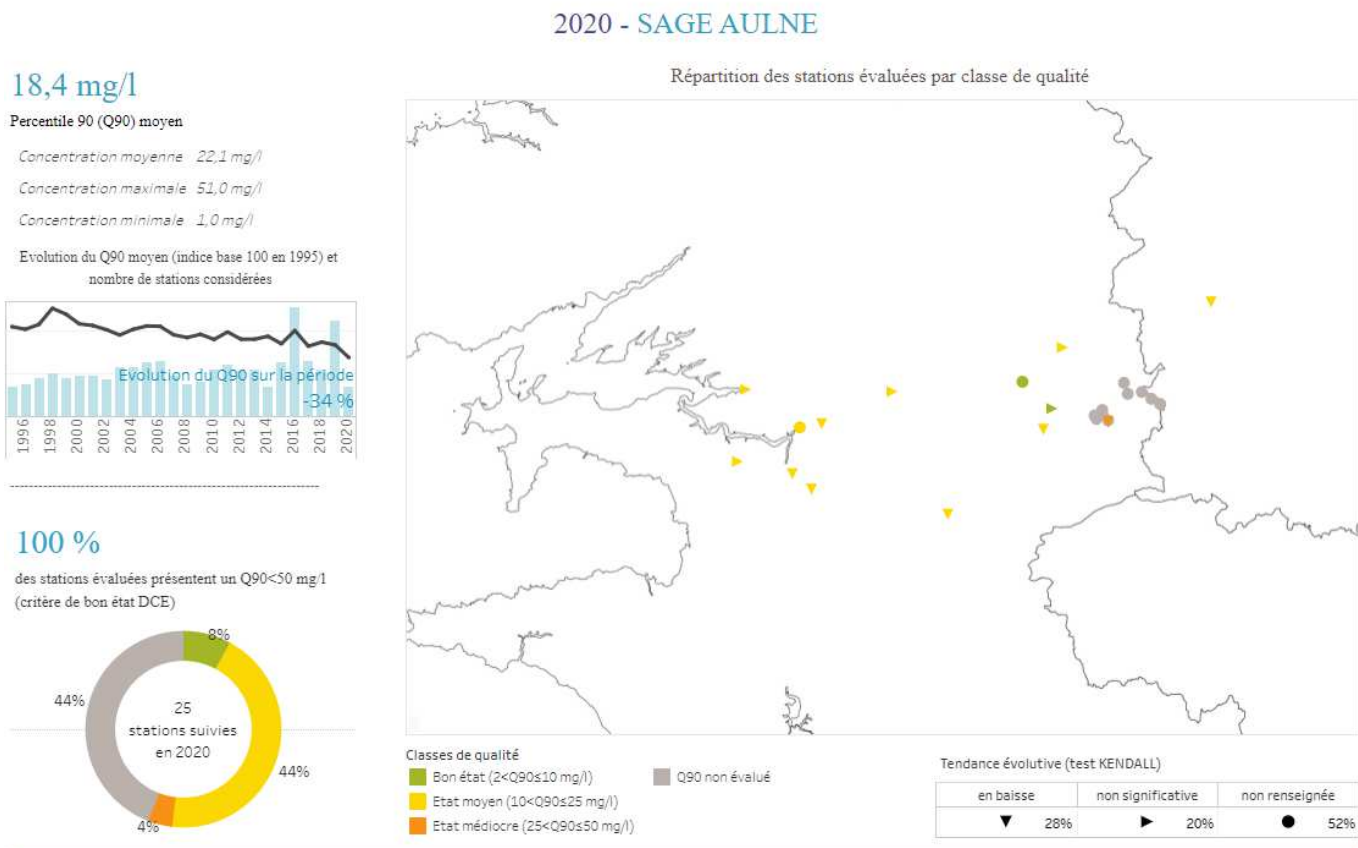 2020 - SAGE AULNE
18,4 mg/l
Percentile 90 (Q90) moyen
Concentration moyenne 22,1 mg/l
Concentration maximale 51,0 mg/l
Concentration minimale 1,0 mg/l
Evolution du Q90 moyen (indice base 100 en 1995) et
nombre de stations considérées
Evolution du Q90 sur la période
-34 %
1996
1998
2000
2002
2004
2006
2008
2010
2012
2014
2016
2018
2020
100 %
des stations évaluées présentent un Q90<50 mg/l
(critère de bon état DCE)
8%
44%
25
stations suivies
en 2020
44%
4%
Répartition des stations évaluées par classe de qualité
Classes de qualité
Bon état (2<Q90≤10 mg/l)
Q90 non évalué
Etat moyen (10<Q90≤25 mg/l)
Etat médiocre (25<Q90≤50 mg/l)
Tendance évolutive (test KENDALL)
en baisse non significative non renseignée
28% 20% 52%